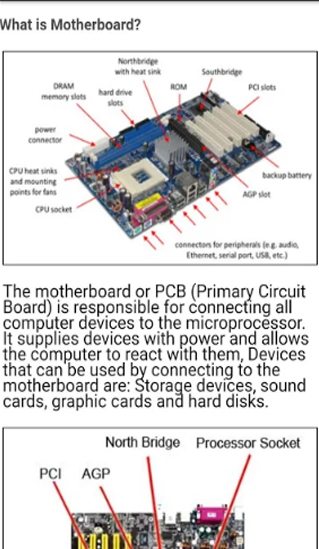 What is Motherboard?
Northbridge
with heat sink
Southbridge
DRAM
memory slots
hard drive
slots
ROM
PCI slots
power
connector
CPU heat sinks
and mounting
points for fans
CPU socket
backup battery
AGP slot
connectors for peripherals (e.g. audio,
Ethernet, serial port, USB, etc.)
The motherboard or PCB (Primary Circuit
Board) is responsible for connecting all
computer devices to the microprocessor.
It supplies devices with power and allows
the computer to react with them, Devices
that can be used by connecting to the
motherboard are: Storage devices, sound
cards, graphic cards and hard disks.
North Bridge Processor Socket
PCI AGP